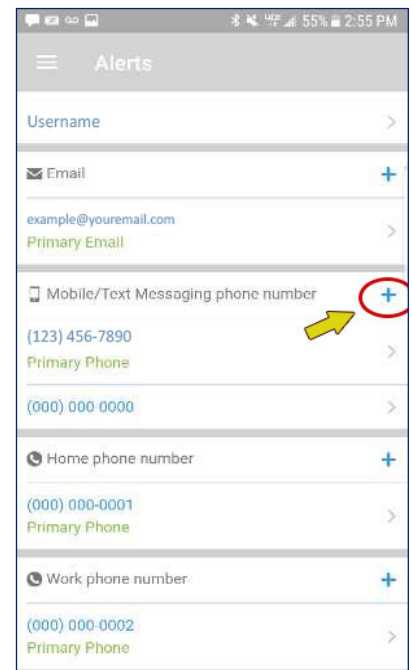 55% 2:55 PM
Alerts
Username
Email
example@youremail.com
Primary Email
Mobile/Text Messaging phone number
(123) 456-7890
Primary Phone
(000) 000-0000
Home phone number
(000) 000-0001
Primary Phone
Work phone number
(000) 000-0002
Primary Phone